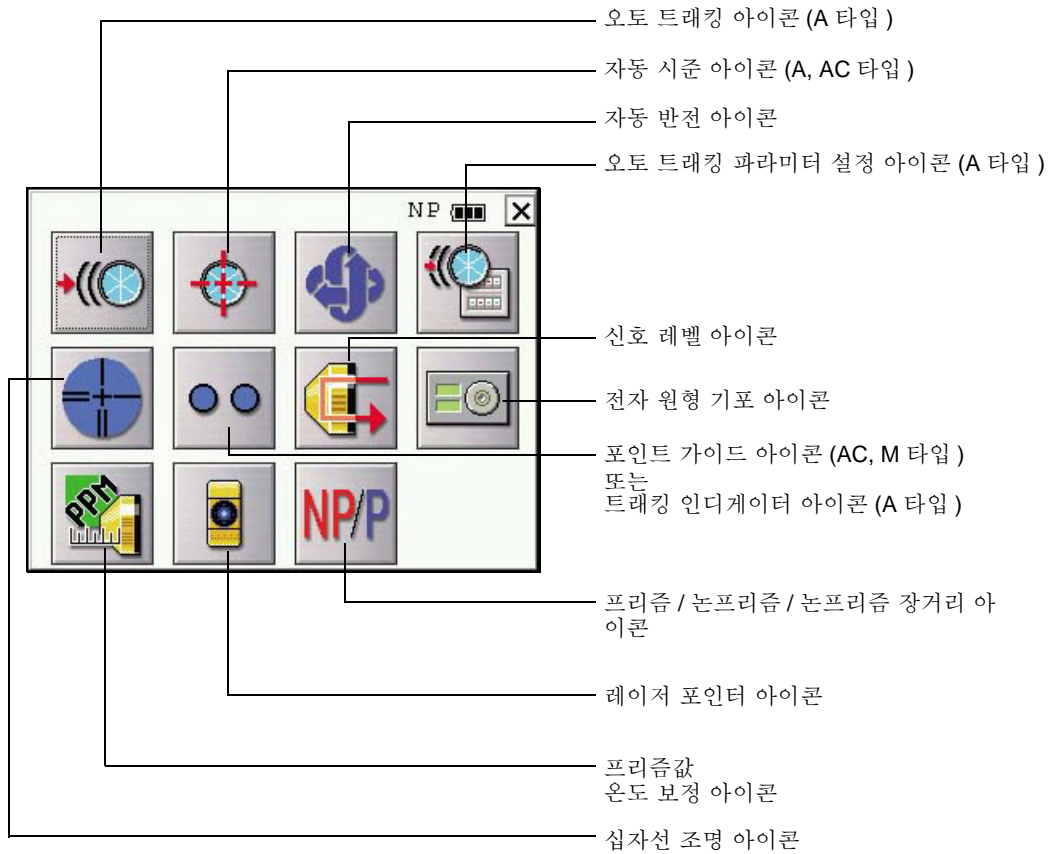 오토 트래킹 아이콘 (A 타입 )
자동 시준 아이콘 (A, AC 타입 )
자동 반전 아이콘
오토 트래킹 파라미터 설정 아이콘 (A 타입 )
NP
신호 레벨 아이콘
전자 원형 기포 아이콘
포인트 가이드 아이콘 (AC, M 타입 )
또는
트래킹 인디게이터 아이콘 (A 타입 )
PPM
NP/P
프리즘 / 논프리즘 / 논프리즘 장거리 아
이콘
레이저 포인터 아이콘
프리즘값
온도 보정 아이콘
십자선 조명 아이콘